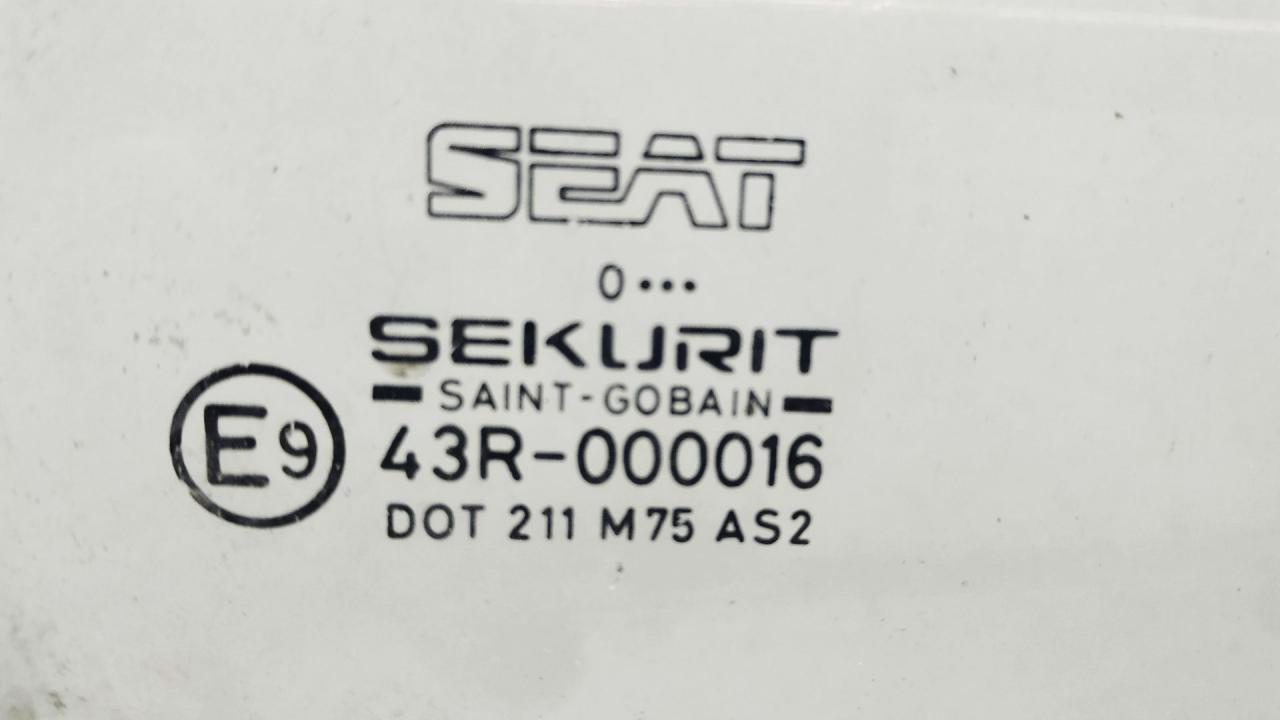 SEAT
0•••
SEKURIT
SAINT-GOBAIN
E9
43R-000016
DOT 211 M75 AS2